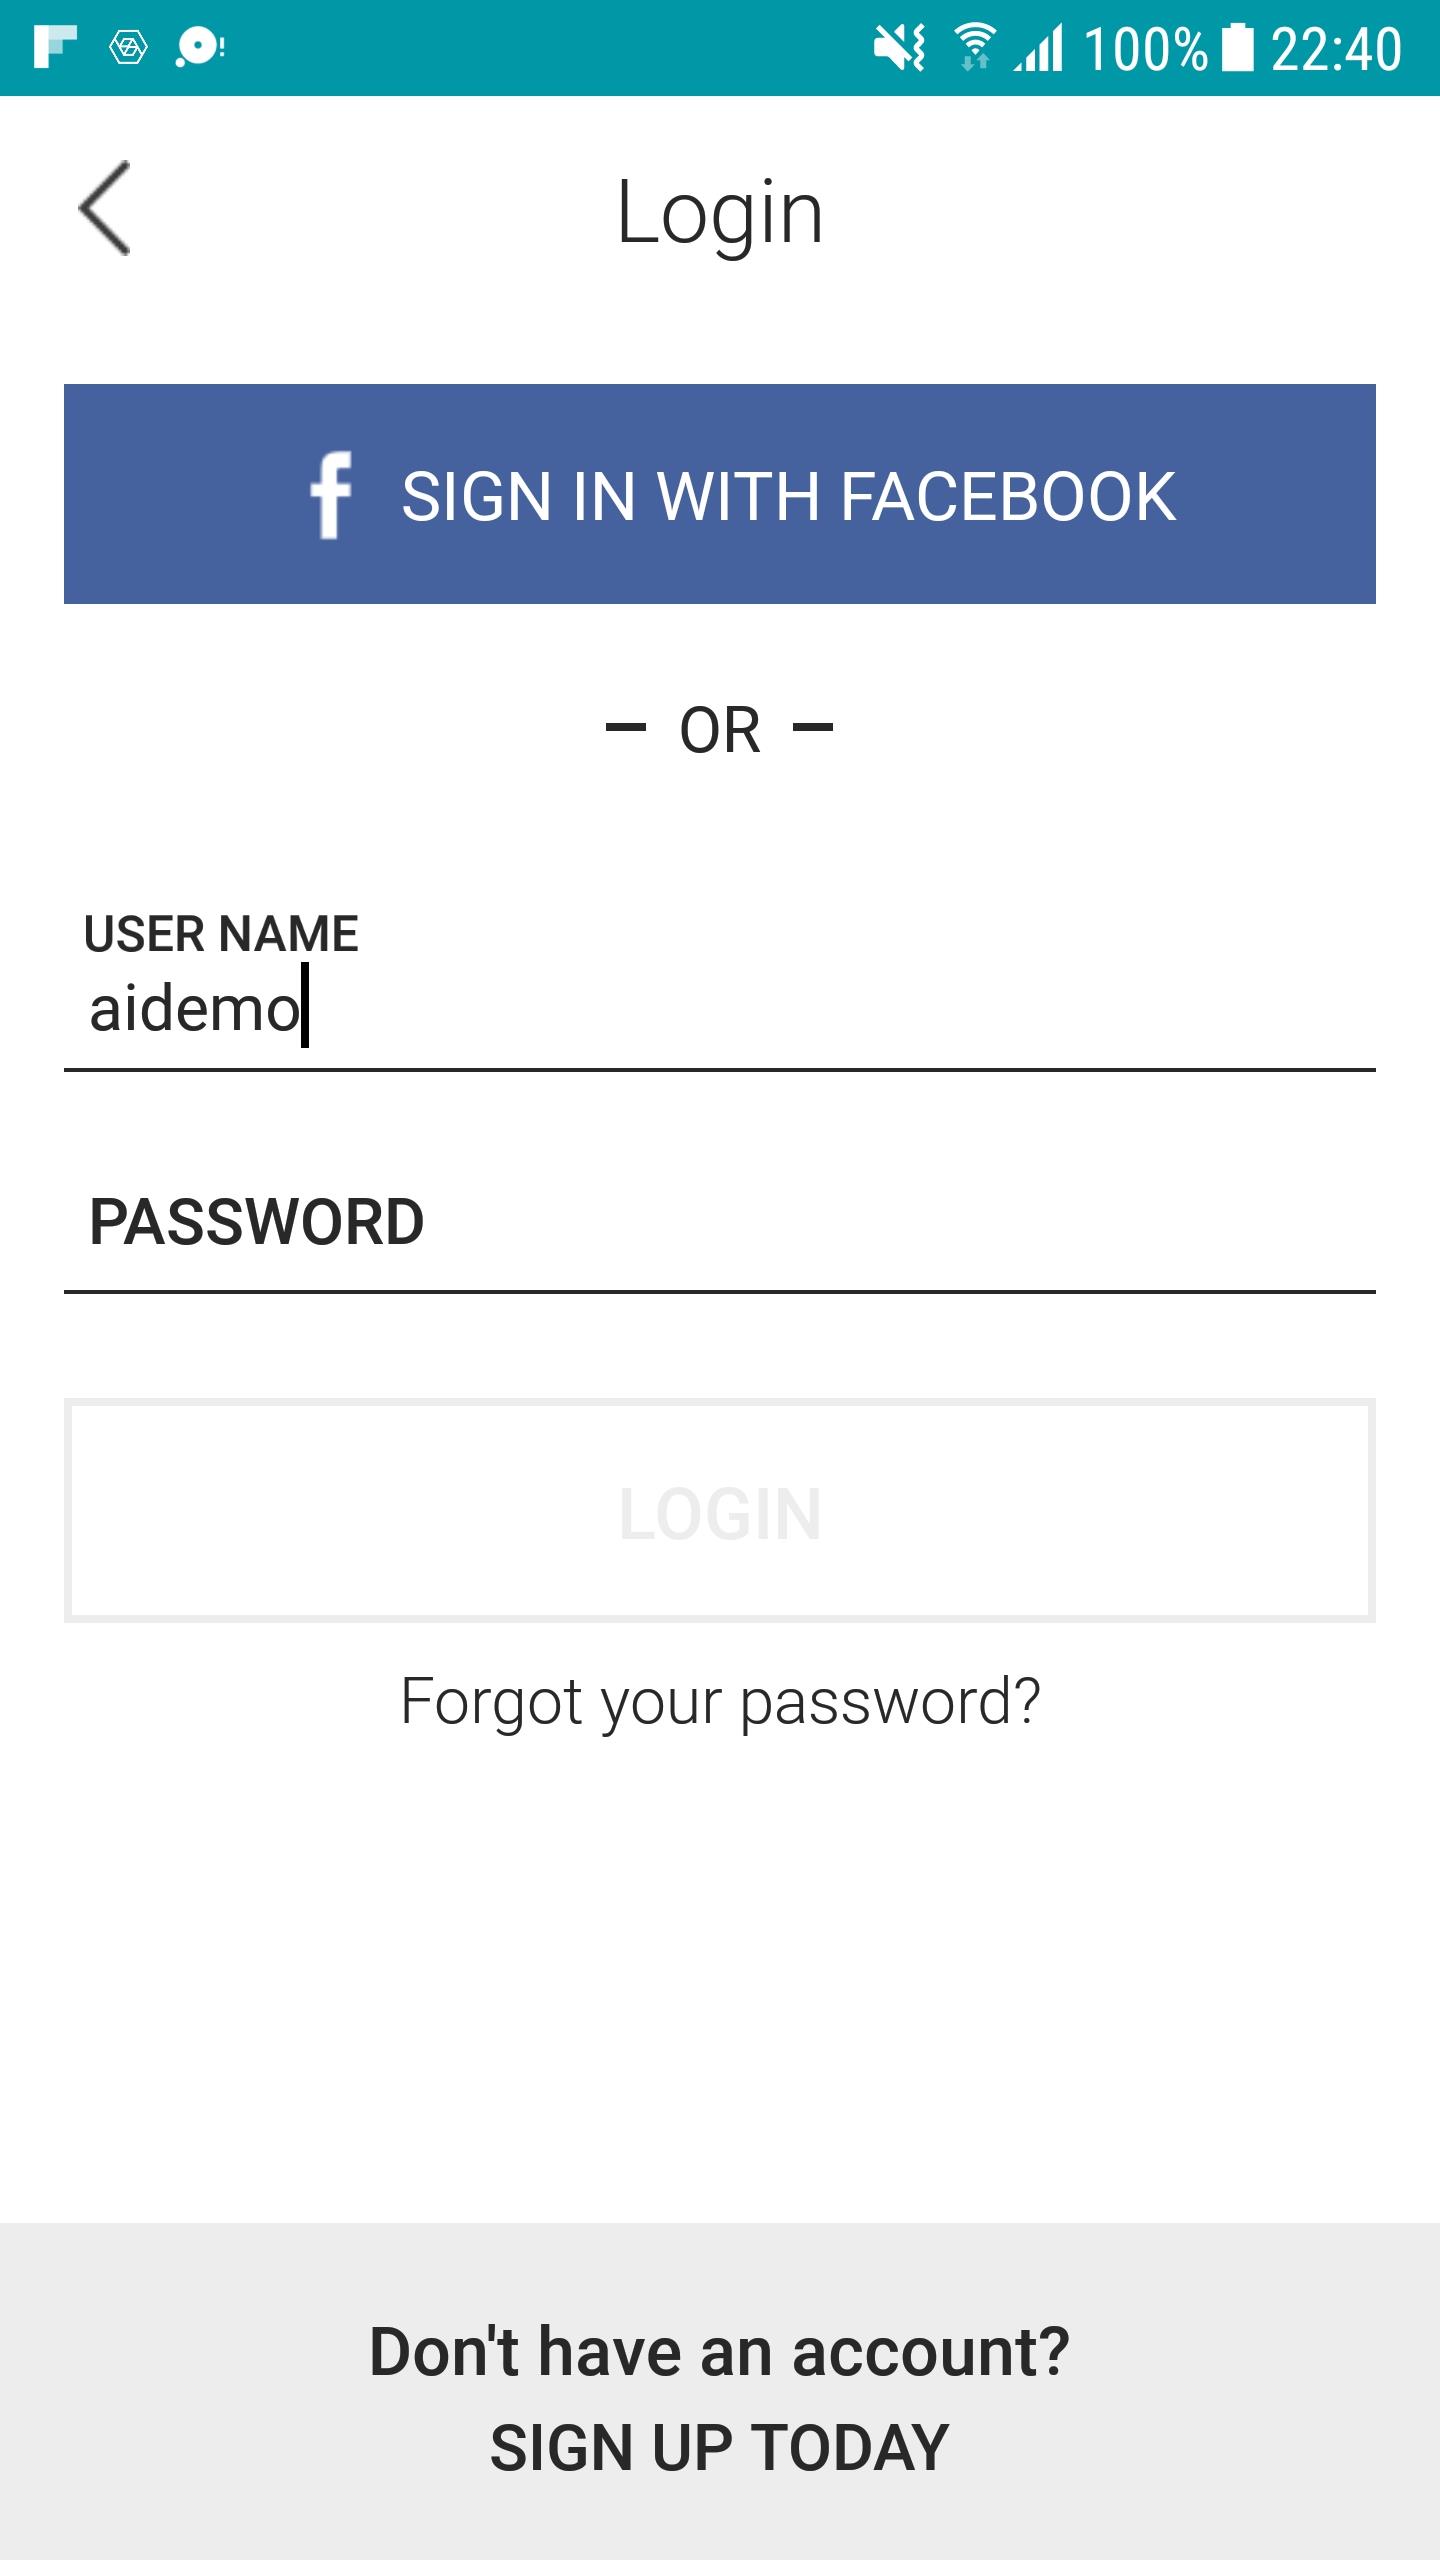 100% 22:40
Login
SIGN IN WITH FACEBOOK
OR
USER NAME
aidemo
PASSWORD
LOGIN
Forgot your password?
Don't have an account?
SIGN UP TODAY